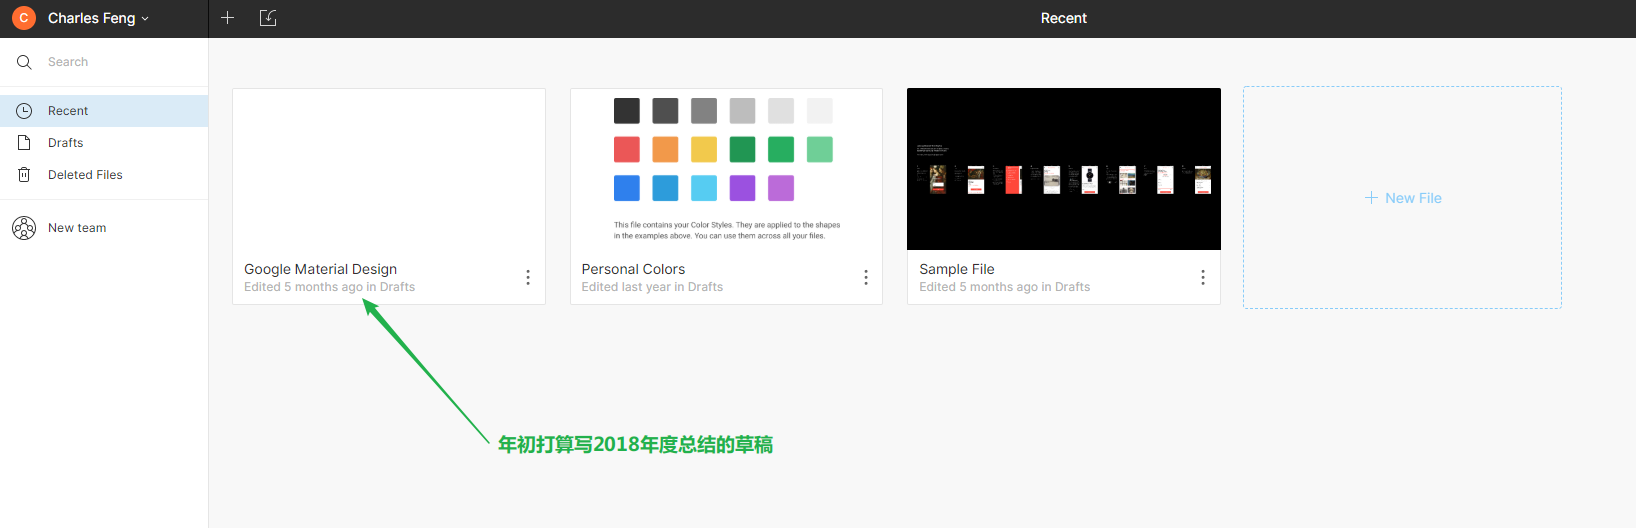 C Charles Feng
Recent
Search
Recent
Drafts
Deleted Files
New team
Google Material Design
Edited 5 months ago in Drafts
This file contains your Color Styles. They are applied to the shapes
in the examples above. You can use them across all your files.
Personal Colors
Edited last year in Drafts
Sample File
Edited 5 months ago in Drafts
New File
年初打算写2018年度总结的草稿